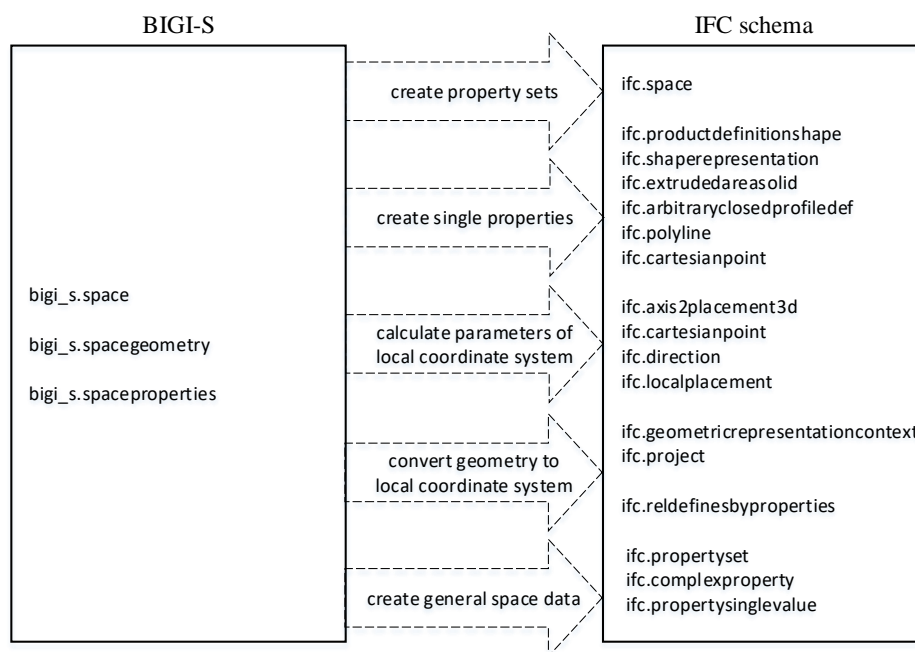 BIGI-S
bigi_s.space
bigi_s.spacegeometry
bigi_s.spaceproperties
create property sets
create single properties
calculate parameters of
local coordinate system
convert geometry to
local coordinate system
create general space data
IFC schema
ifc.space
ifc.productdefinitionshape
ifc.shaperepresentation
ifc.extrudedareasolid
ifc.arbitraryclosedprofiledef
ifc.polyline
ifc.cartesianpoint
ifc.axis2placement3d
ifc.cartesianpoint
ifc.direction
ifc.localplacement
ifc.geometricrepresentationcontext
ifc.project
ifc.reldefinesbyproperties
ifc.propertyset
ifc.complexproperty
ifc.propertysinglevalue